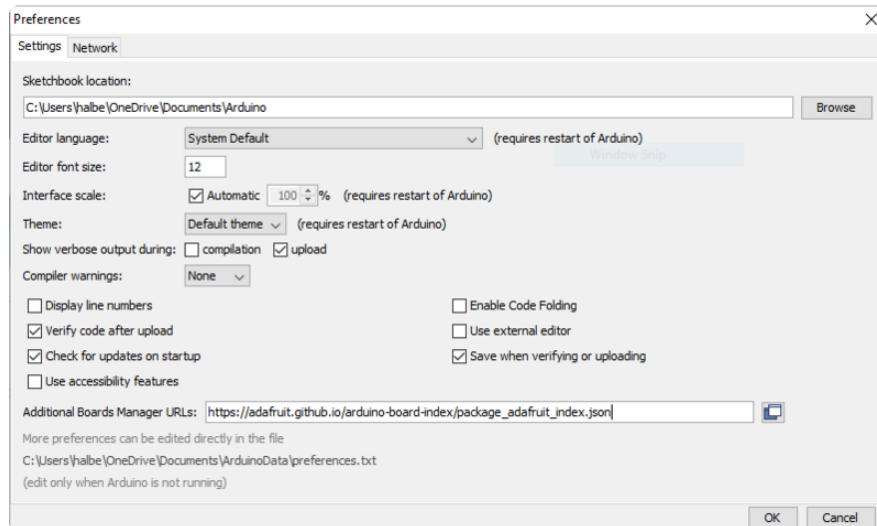 Preferences
Settings Network
Sketchbook location:
C:\Users\halbe\OneDrive\Documents\Arduino Browse
Editor language: System Default (requires restart of Arduino)
Window Snip
Editor font size: 12
Interface scale: Automatic 100 % (requires restart of Arduino)
Theme: Default theme (requires restart of Arduino)
Show verbose output during: compilation upload
Compiler warnings: None
Display line numbers Enable Code Folding
Verify code after upload Use external editor
Check for updates on startup Save when verifying or uploading
Use accessibility features
Additional Boards Manager URLs: https://adafruit.github.io/arduino-board-index/package_adafruit_index.json
More preferences can be edited directly in the file
C:\Users\halbe\OneDrive\Documents\ArduinoData\preferences.txt
(edit only when Arduino is not running)
OK Cancel